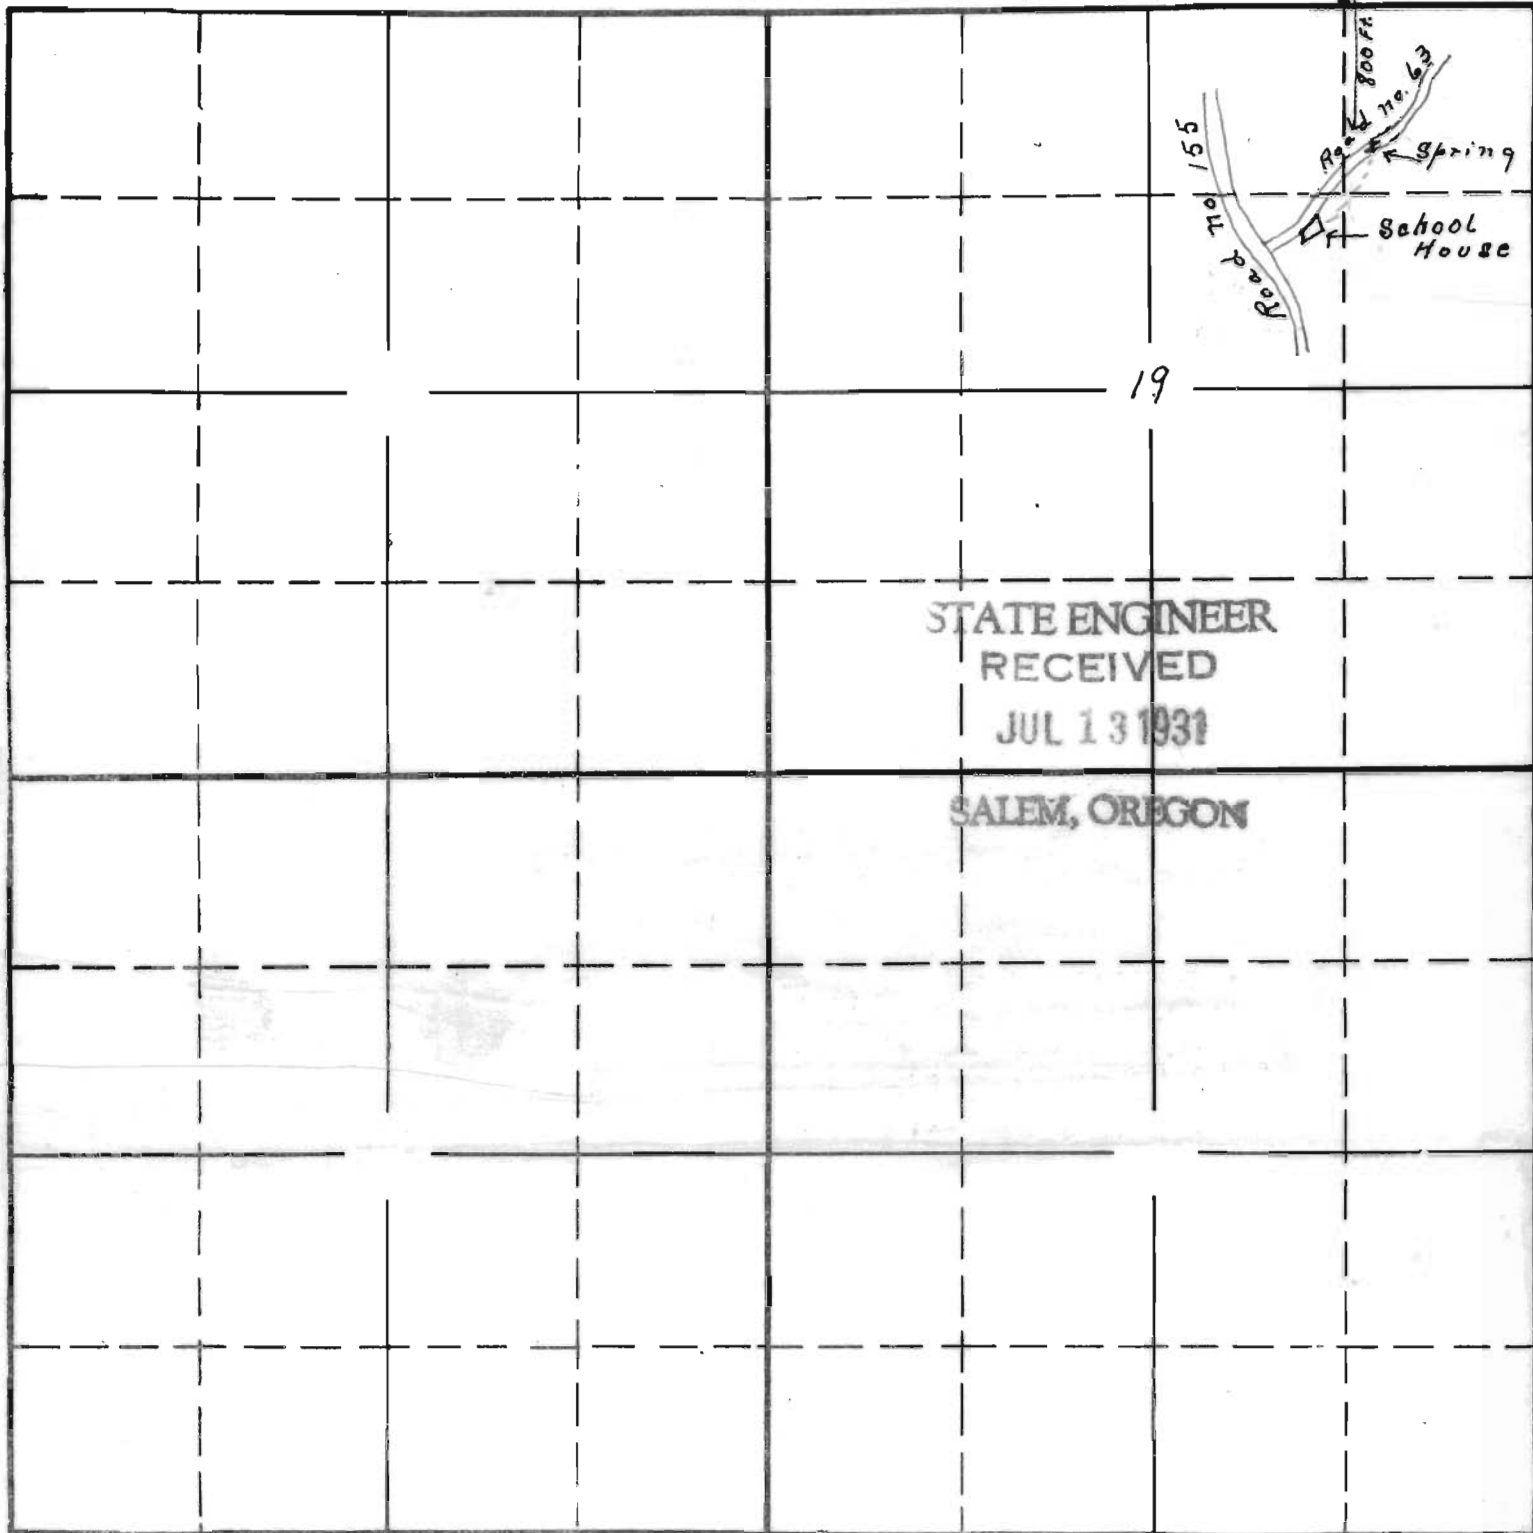 800 Ft.
Road no. 63
Spring
Road no 155
School
House
19
STATE ENGINEER
RECEIVED
JUL 13 1931
SALEM, OREGON